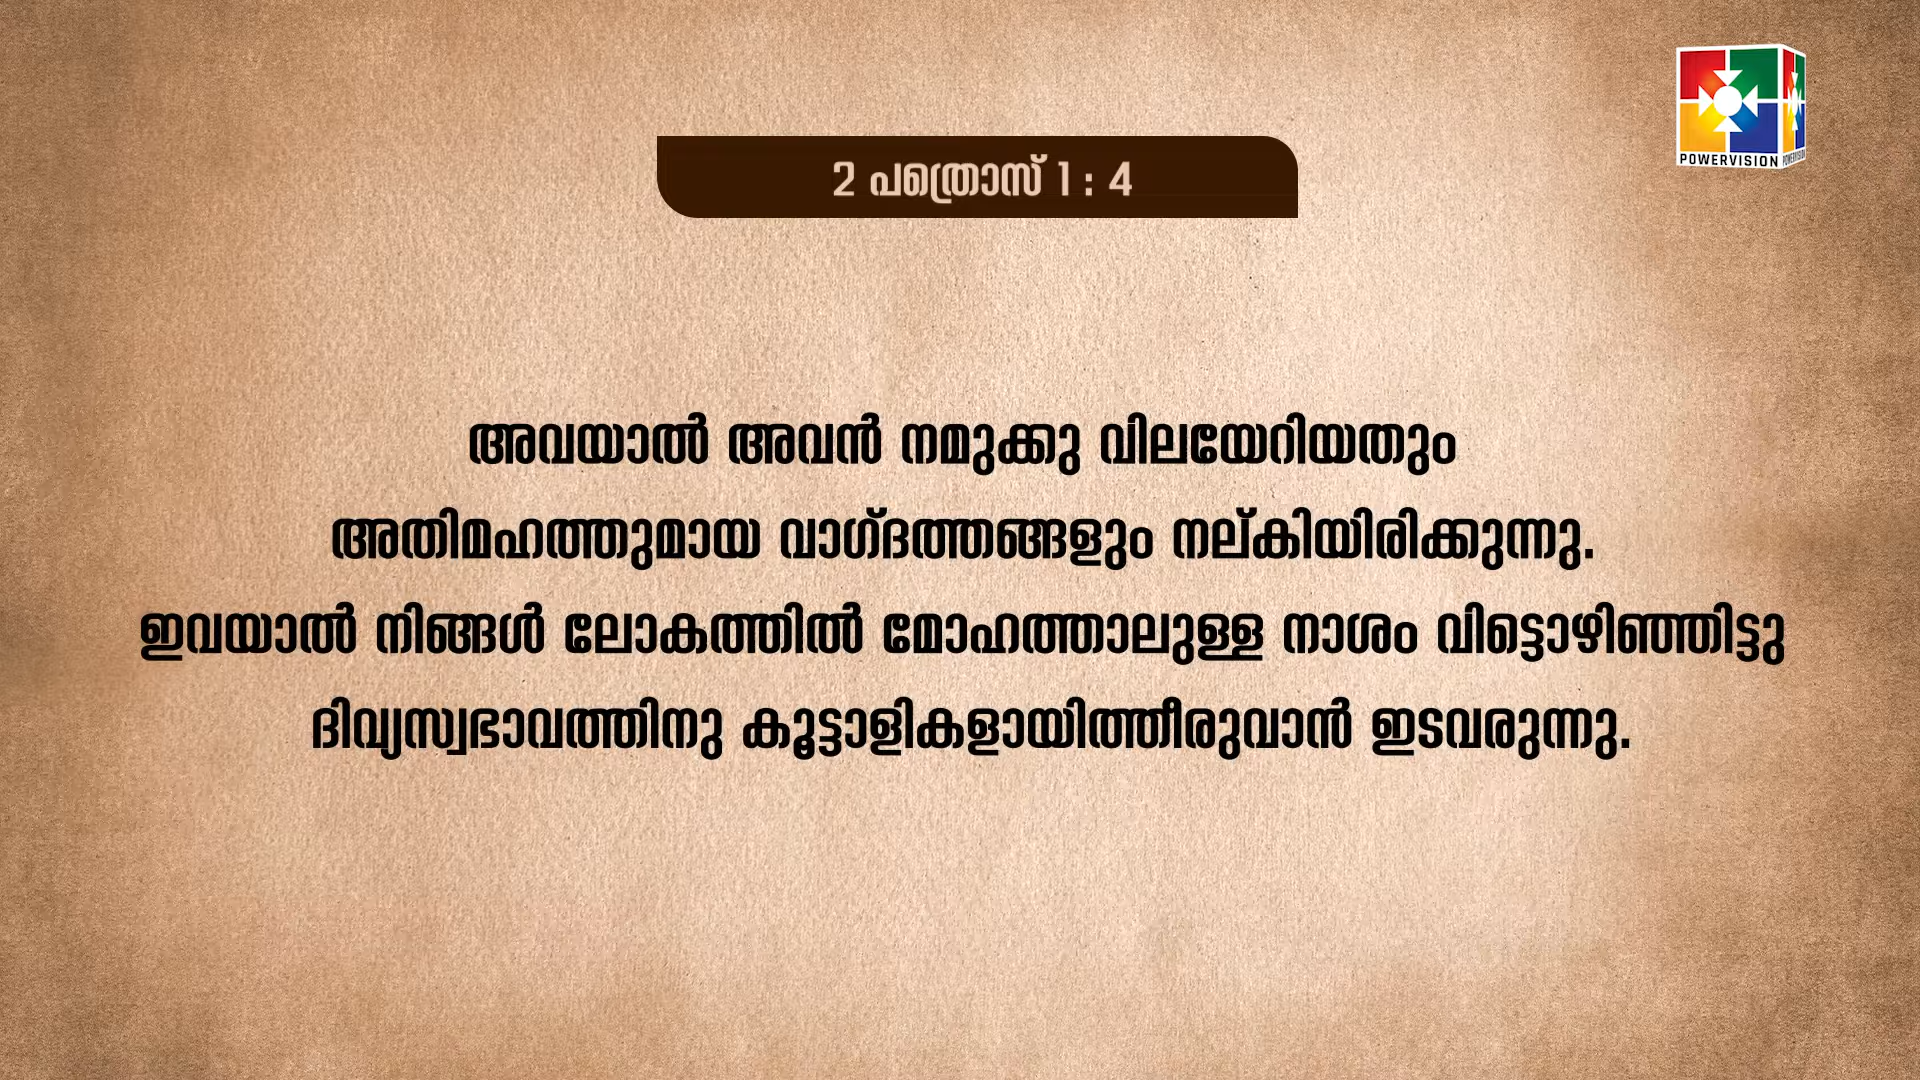 POWERVISION
POWERVISION
2 പത്രൊസ് 1 : 4
അവയാൽ അവൻ നമുക്കു വിലയേറിയതും
അതിമഹത്തുമായ വാഗ്ദത്തങ്ങളും നല്കിയിരിക്കുന്നു.
ഇവയാൽ നിങ്ങൾ ലോകത്തിൽ മോഹത്താലുള്ള നാശം വിട്ടൊഴിഞ്ഞിട്ടു
ദിവ്യസ്വഭാവത്തിനു കൂട്ടാളികളായിത്തീരുവാൻ ഇടവരുന്നു.